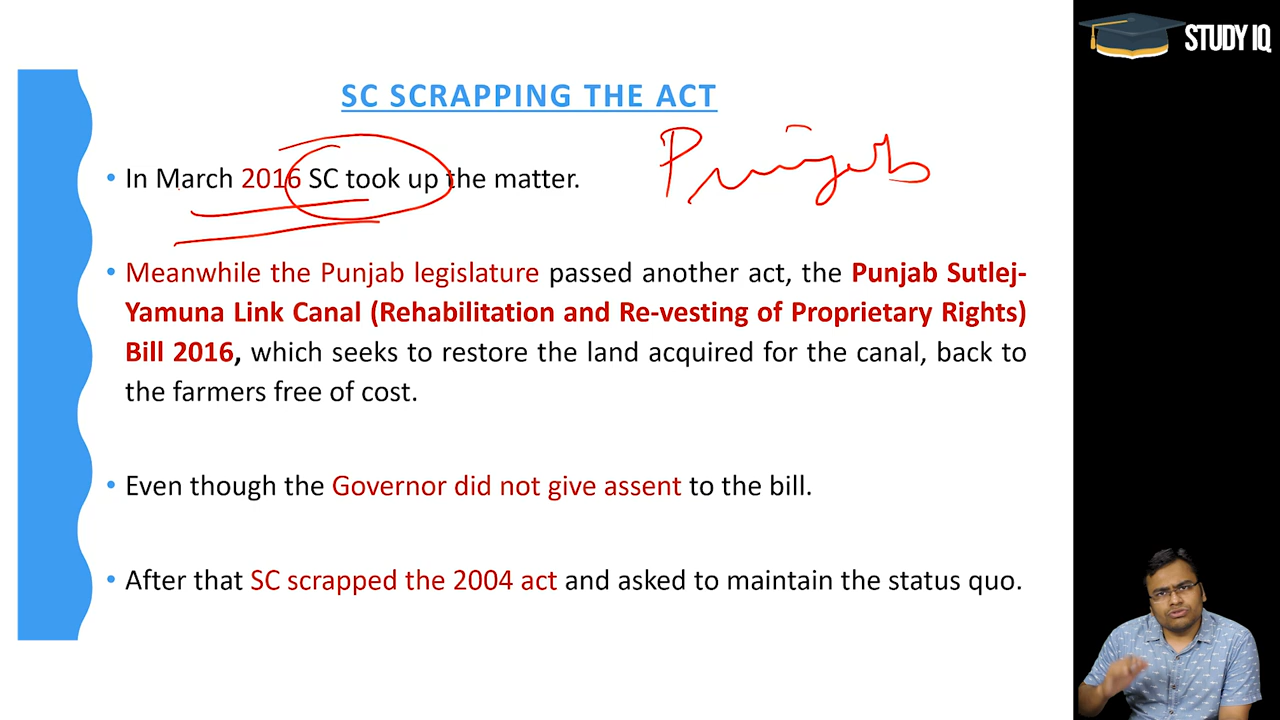 STUDY IQ
SC SCRAPPING THE ACT
Punjab
• In March 2016 SC took up the matter.
• Meanwhile the Punjab legislature passed another act, the Punjab Sutlej-
Yamuna Link Canal (Rehabilitation and Re-vesting of Proprietary Rights)
Bill 2016, which seeks to restore the land acquired for the canal, back to
the farmers free of cost.
• Even though the Governor did not give assent to the bill.
• After that SC scrapped the 2004 act and asked to maintain the status quo.